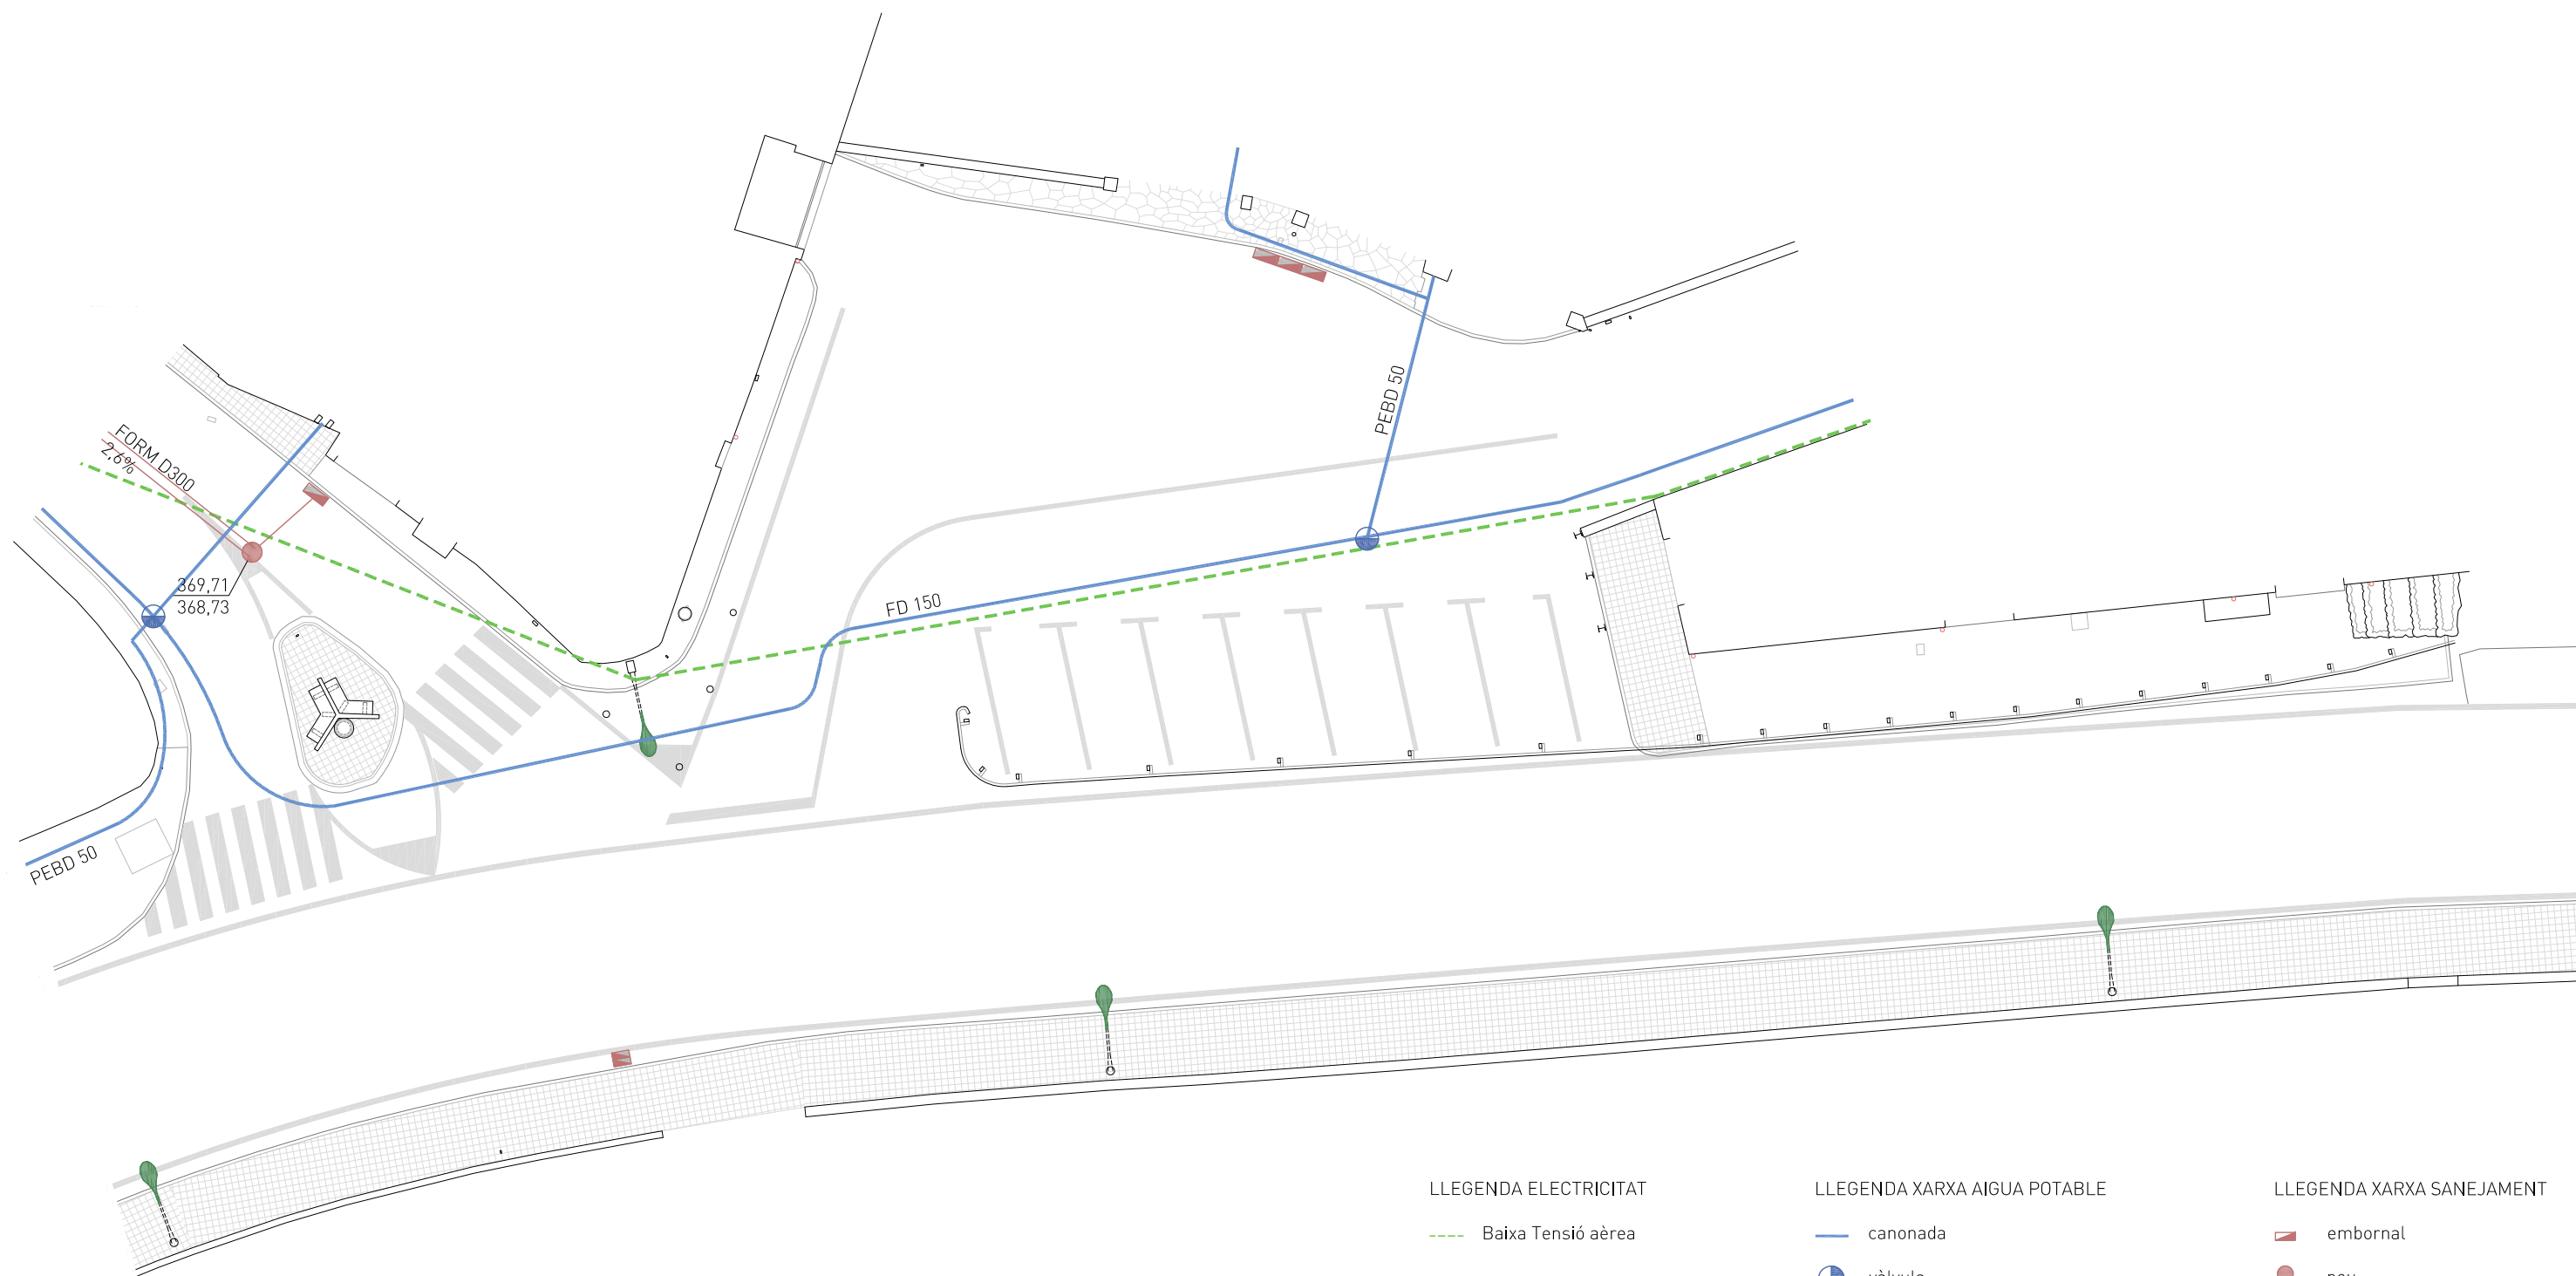 PEBD 50
FORM D300
2,6%
369,71
368,73
FD 150
PEBD 50
LLEGENDA ELECTRICITAT
Baixa Tensió aèrea
LLEGENDA XARXA AIGUA POTABLE
canonada
LLEGENDA XARXA SANEJAMENT
embornal